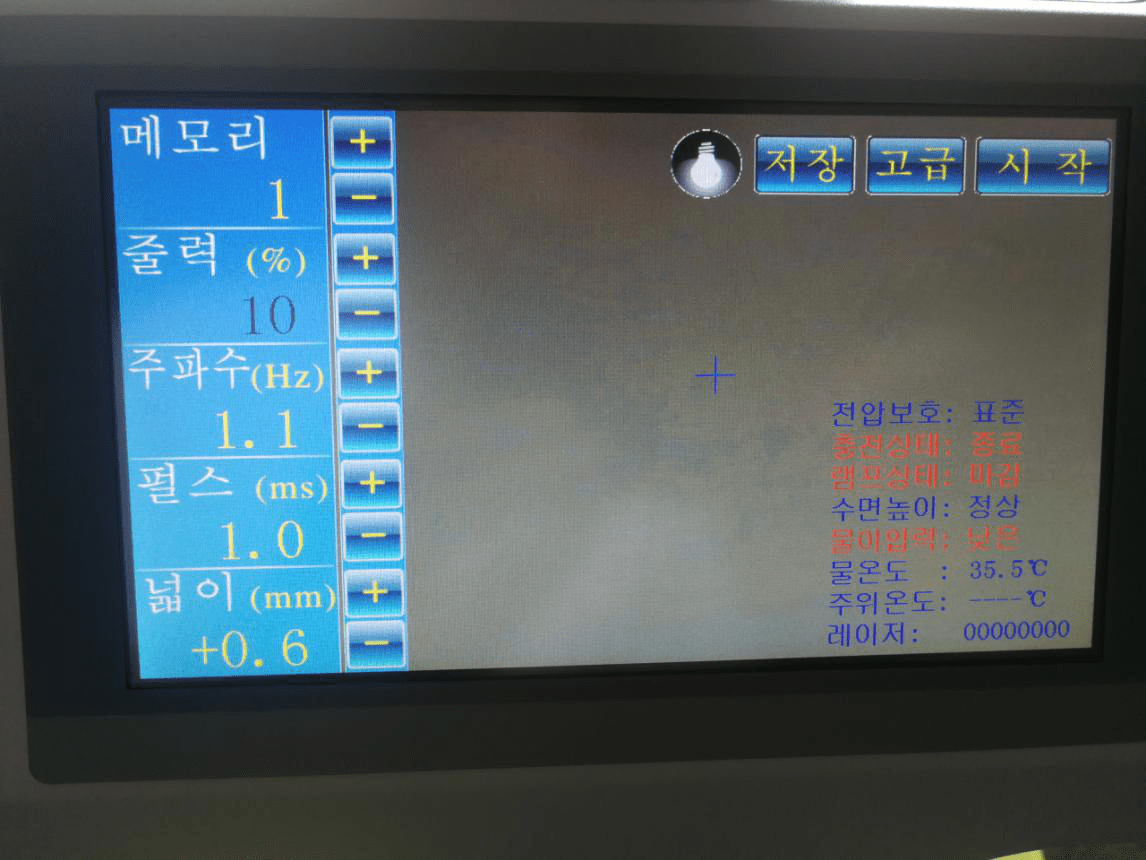 메모리
1
줄력 (%)
10
주파수(Hz)
1.1
펄스 (ms)
1.0
넓이 (mm)
+0.6
+
−
+
−
+
−
+
−
+
−
저장
고급
시 작
전압보호: 표준
충전상태: 종료
램프상태: 마감
수면높이: 정상
물이압력: 낮은
물온도 : 35.5℃
주위온도: ----℃
레이저: 00000000